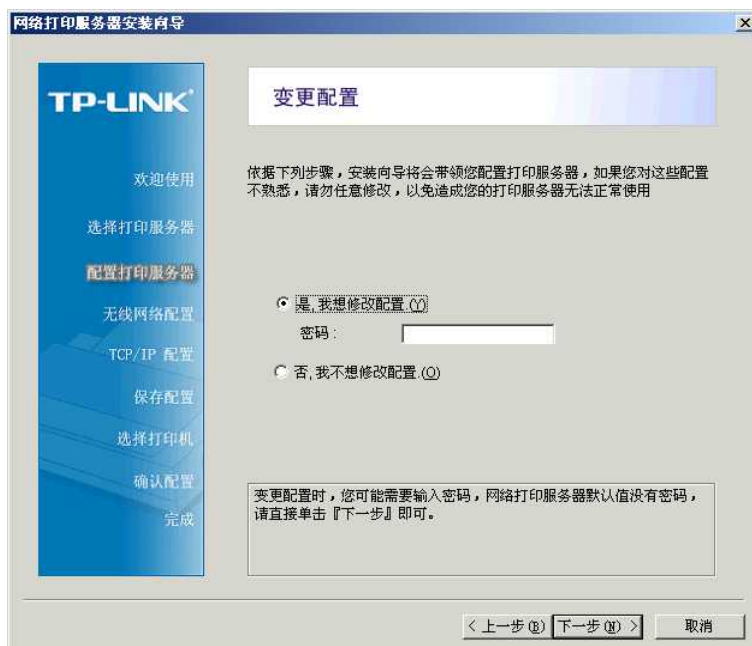 网络打印服务器安装向导
TP-LINK
变更配置
欢迎使用
选择打印服务器
配置打印服务器
无线网络配置
TCP/IP 配置
保存配置
选择打印机
确认配置
完成
依据下列步骤，安装向导将会带领您配置打印服务器，如果您对这些配置
不熟悉，请勿任意修改，以免造成您的打印服务器无法正常使用
是,我想修改配置.(Y)
密码:
否,我不想修改配置.(O)
变更配置时，您可能需要输入密码，网络打印服务器默认值没有密码，
请直接单击『下一步』即可。
< 上一步(B) 下一步(N) > 取消